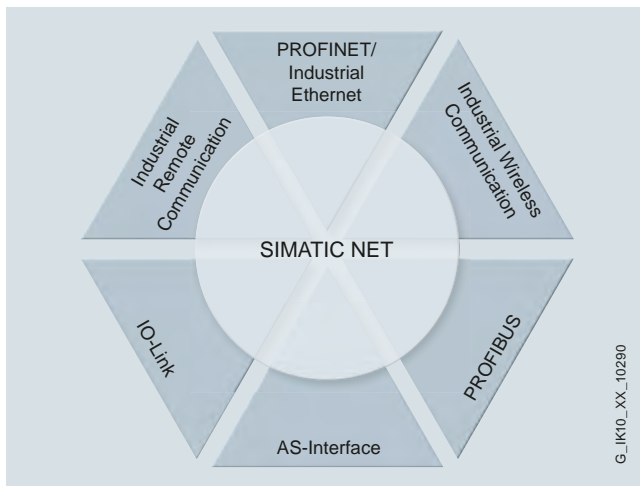 PROFINET/
Industrial
Ethernet
Industrial Wireless
Communication
Industrial
Remote
Communication
SIMATIC NET
IO-Link
PROFIBUS
AS-Interface
G_IK10_XX_10290